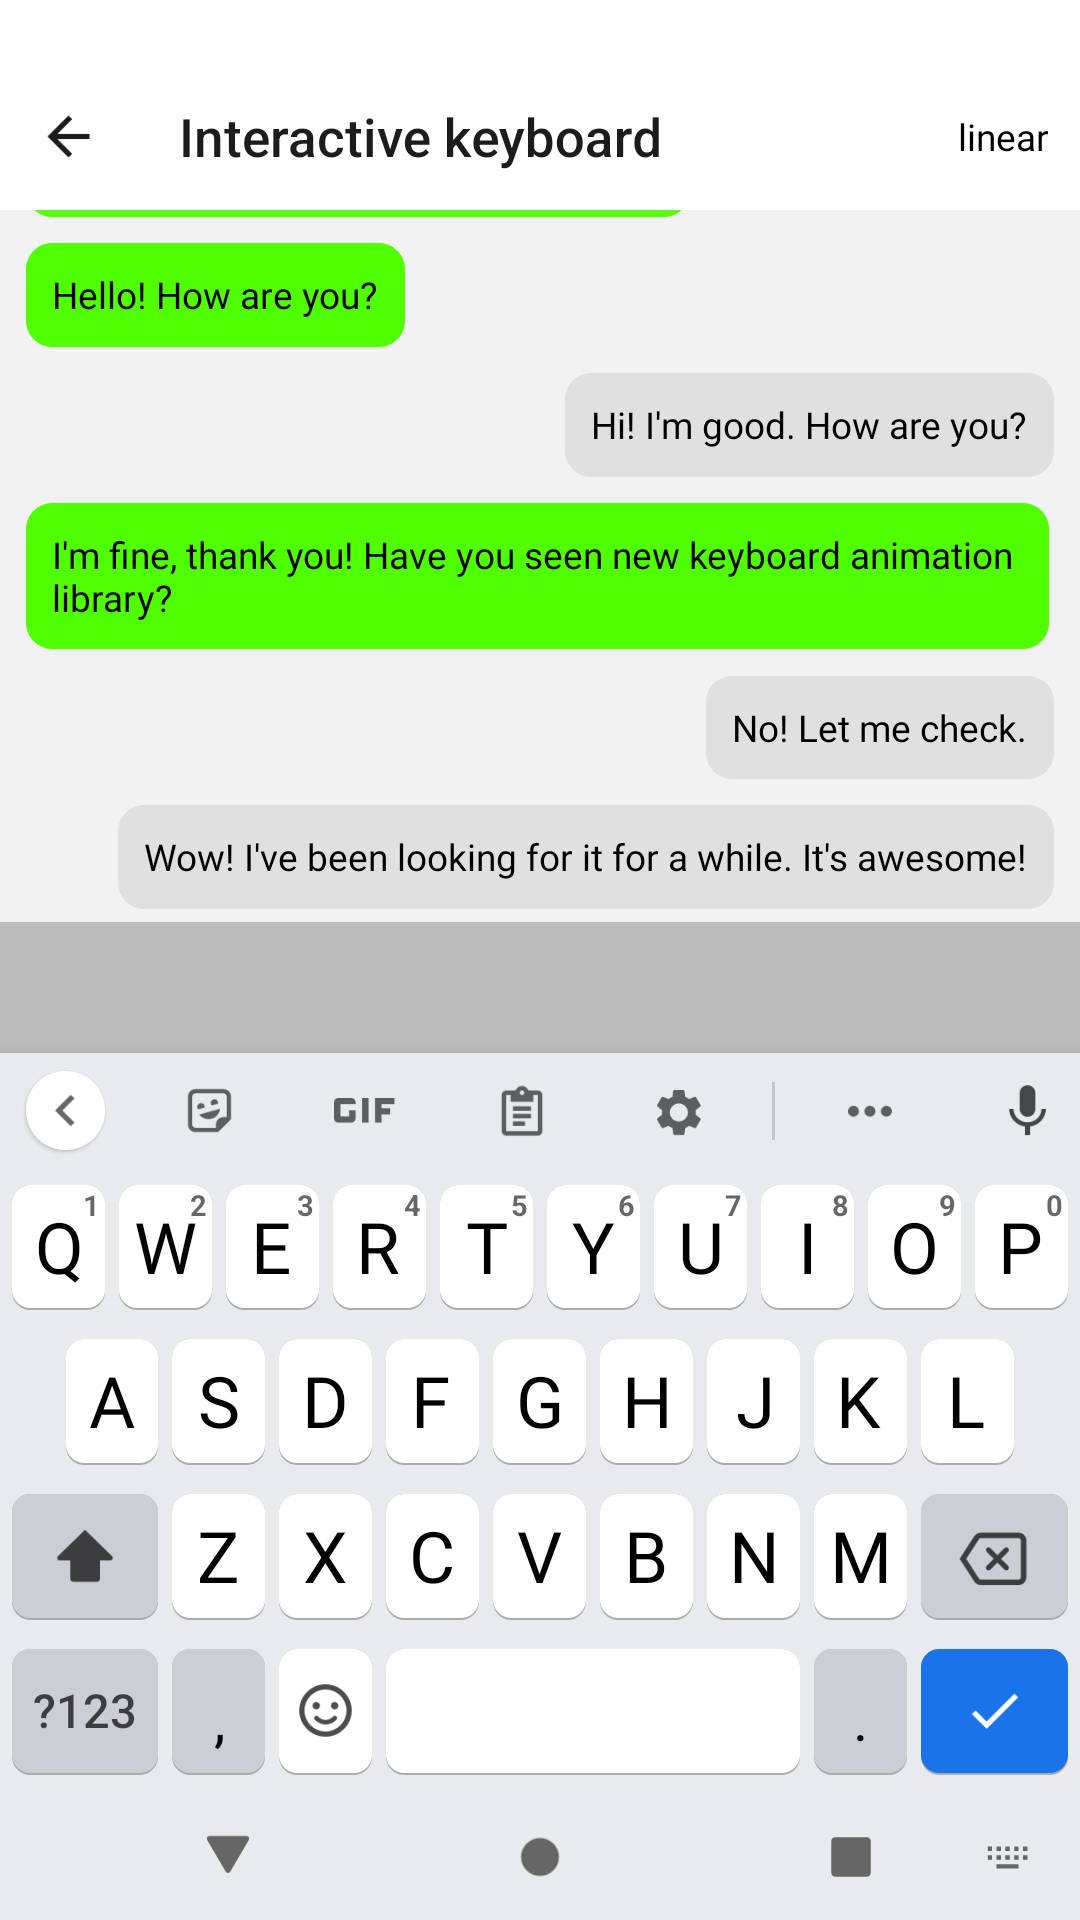 Interactive keyboard
linear
Hello! How are you?
Hi! I'm good. How are you?
I'm fine, thank you! Have you seen new keyboard animation
library?
No! Let me check.
Wow! I've been looking for it for a while. It's awesome!
GIF
1 2 3 4 5 6 7 8 9 0
Q W E R T Y U I O P
A S D F G H J K L
Z X C V B N M
?123 , .